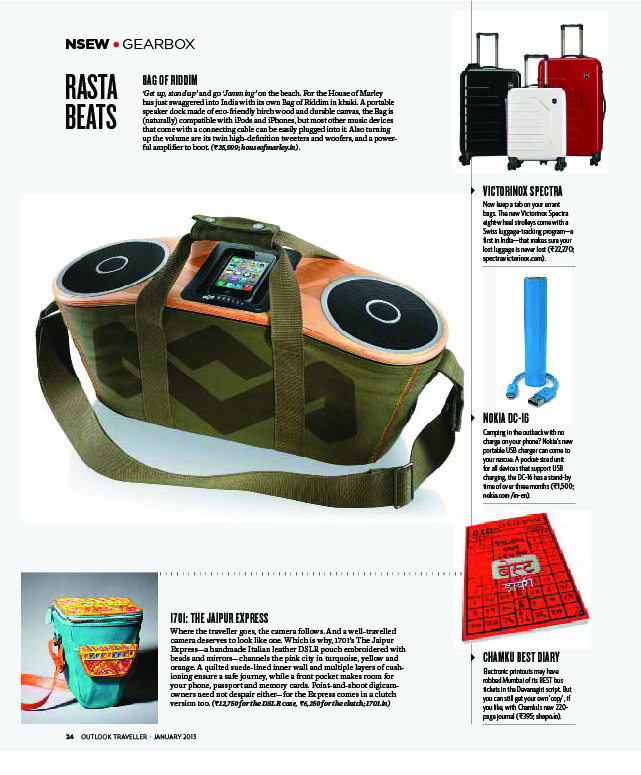 NSEW • GEARBOX
RASTA
BEATS
BAG OF RIDDIM
'Get up, stand up' and go 'Jamming' on the beach. For the House of Marley
has just swaggered into India with its own Bag of Riddim in khaki. A portable
speaker dock made of eco-friendly birch wood and durable canvas, the Bag is
(naturally) compatible with iPods and iPhones, but most other music devices
that come with a connecting cable can be easily plugged into it. Also turning
up the volume are its twin high-definition tweeters and woofers, and a power-
ful amplifier to boot. (₹25,999; houseofmarley.in).
VICTORINOX SPECTRA
Now keep a tab on your errant
bags. The new Victorinox Spectra
eight-wheel strolleys come with a
Swiss luggage-tracking program—a
first in India—that makes sure your
lost luggage is never lost (₹22,270;
spectra.victorinox.com).
NOKIA DC-16
Camping in the outback with no
charge on your phone? Nokia's new
portable USB charger can come to
your rescue. A pocket-sized unit
for all devices that support USB
charging, the DC-16 has a stand-by
time of over three months (₹1,500;
nokia.com/in-en).
बेस्ट
डायरी
1701: THE JAIPUR EXPRESS
Where the traveller goes, the camera follows. And a well-travelled
camera deserves to look like one. Which is why, 1701's The Jaipur
Express—a handmade Italian leather DSLR pouch embroidered with
beads and mirrors—channels the pink city in turquoise, yellow and
orange. A quilted suede-lined inner wall and multiple layers of cush-
ioning ensure a safe journey, while a front pocket makes room for
your phone, passport and memory cards. Point-and-shoot digicam-
owners need not despair either—for the Express comes in a clutch
version too. (₹12,750 for the DSLR case, ₹6,250 for the clutch; 1701.in)
CHAMKU BEST DIARY
Electronic printouts may have
robbed Mumbai of its BEST bus
tickets in the Devanagiri script. But
you can still get your own 'copy', if
you like, with Chamku's new 220-
page journal (₹395; shopo.in).
24 OUTLOOK TRAVELLER • JANUARY 2013